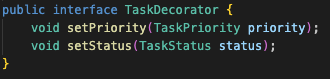 public interface TaskDecorator {
    void setPriority(TaskPriority priority);
    void setStatus(TaskStatus status);
}